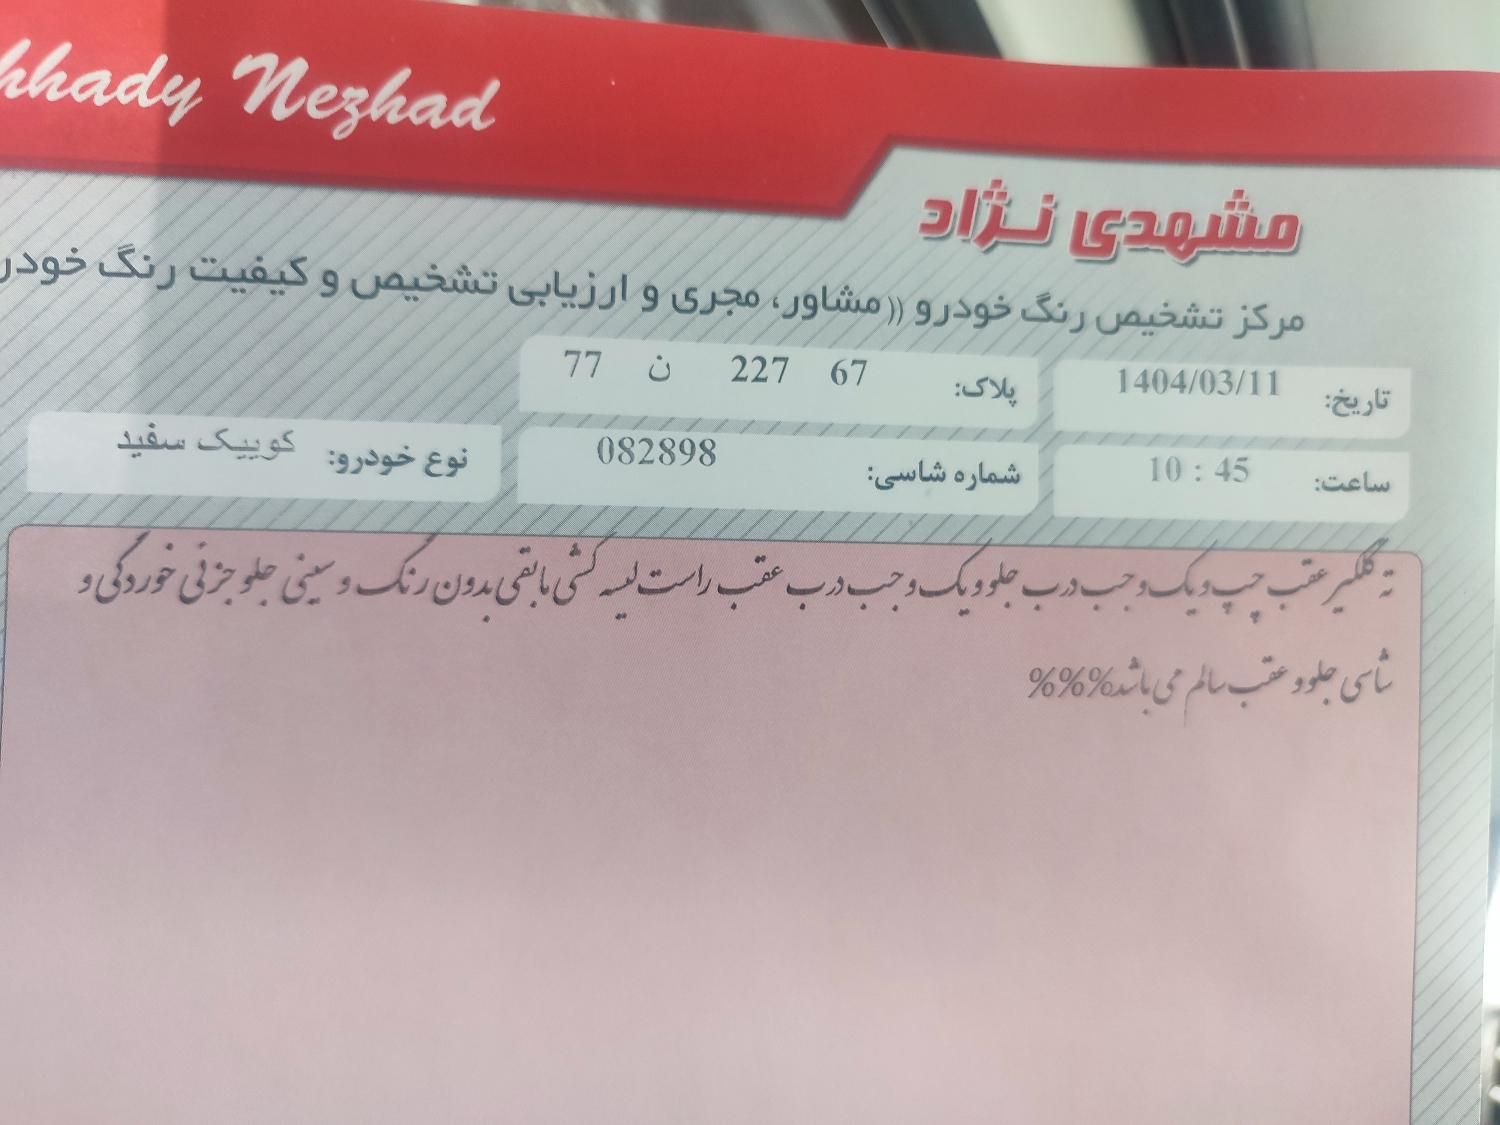 hhady Nezhad
مشهدی نژاد
مرکز تشخیص رنگ خودرو ((مشاور، مجری و ارزیابی تشخیص و کیفیت رنگ خودر
تاریخ: 1404/03/11 پلاک: 67 227 ن 77
ساعت: 10 : 45 شماره شاسی: 082898 نوع خودرو: کوییک سفید
ته گلگیر عقب چپ و یک وجب درب جلو و یک وجب درب عقب راست لیسه کشی مابقی بدون رنگ و سینی جلو جزئی خوردگی و
شاسی جلو و عقب سالم می باشد%%%